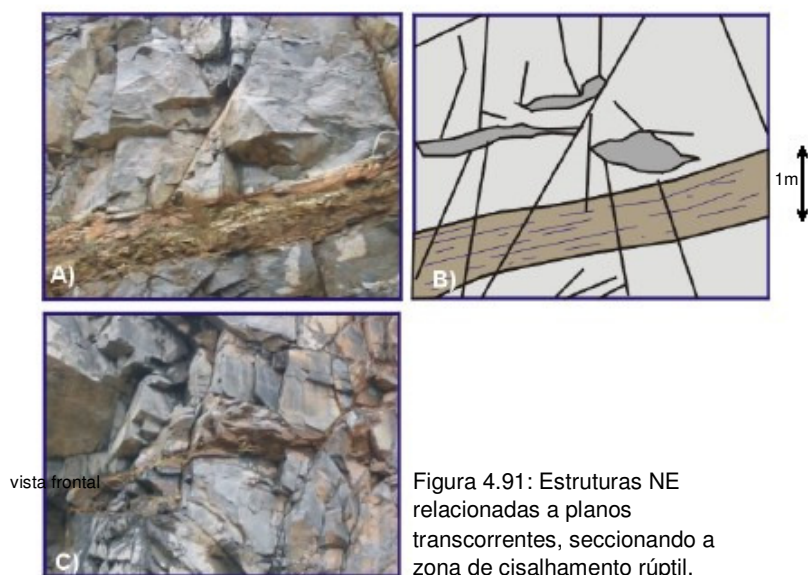 A)
B)
1m
vista frontal
C)
Figura 4.91: Estruturas NE
relacionadas a planos
transcorrentes, seccionando a
zona de cisalhamento rúptil.